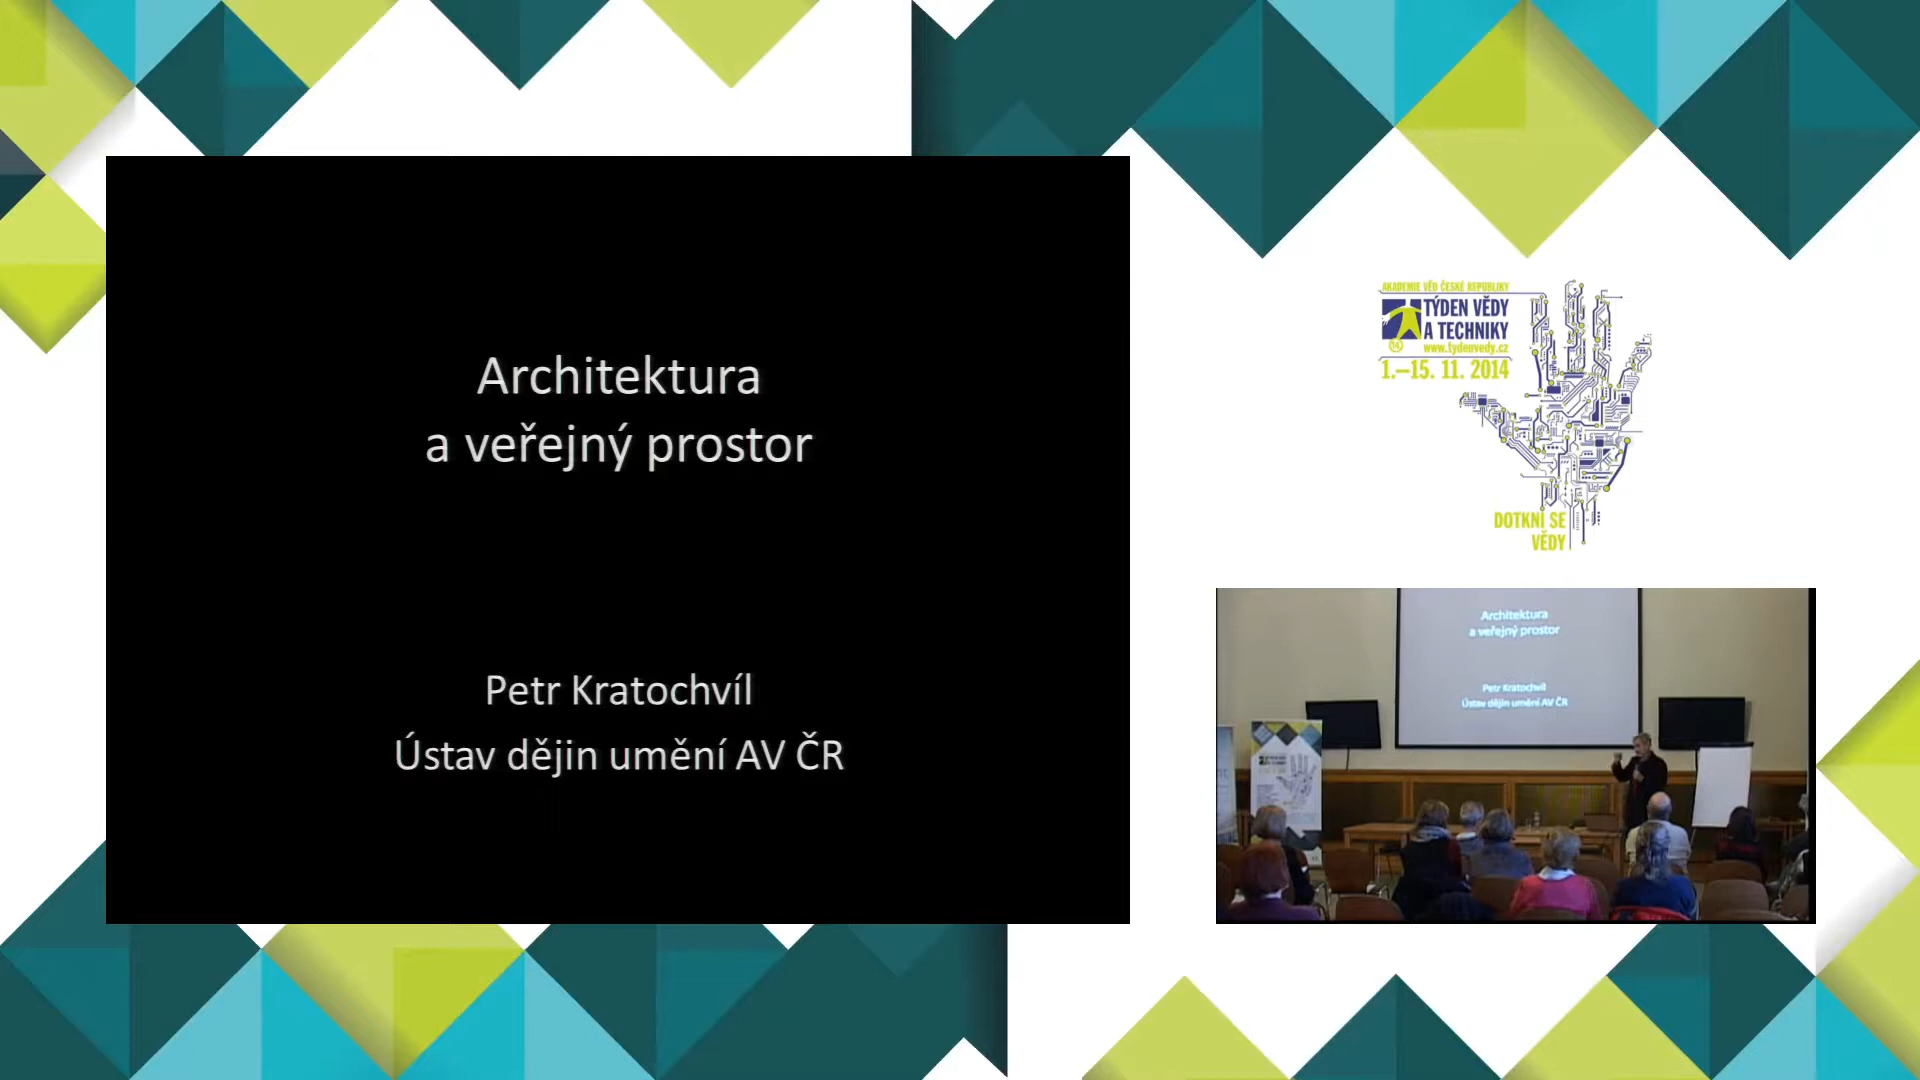 Architektura
a veřejný prostor
Petr Kratochvíl
Ústav dějin umění AV ČR
AKADEMIE VĚD ČESKÉ REPUBLIKY
TÝDEN VĚDY
A TECHNIKY
www.tydenvedy.cz
1.–15. 11. 2014
DOTKNI SE
VĚDY
Architektura
a veřejný prostor
Petr Kratochvíl
Ústav dějin umění AV ČR